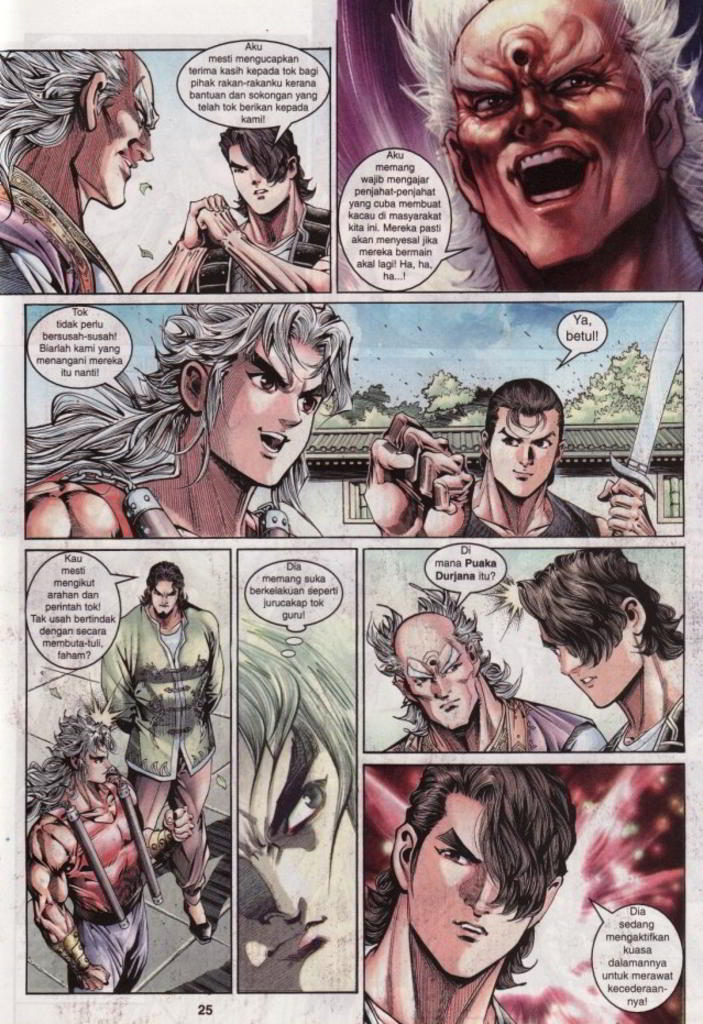 Aku
mesti mengucapkan
terima kasih kepada tok bagi
pihak rakan-rakanku kerana
bantuan dan sokongan yang
telah tok berikan kepada
kami!
Aku
memang
wajib mengajar
penjahat-penjahat
yang cuba membuat
kacau di masyarakat
kita ini. Mereka pasti
akan menyesal jika
mereka bermain
akal lagi! Ha, ha,
ha...!
Tok
tidak perlu
bersusah-susah!
Biarlah kami yang
menangani mereka
itu nanti!
Ya,
betul!
Kau
mesti
mengikut
arahan dan
perintah tok!
Tak usah bertindak
dengan secara
membuta-tuli,
faham?
Dia
memang suka
berkelakuan seperti
jurucakap tok
guru!
Di
mana Puaka
Durjana itu?
Dia
sedang
mengaktifkan
kuasa
dalamannya
untuk merawat
kecederaan-
nya!
25